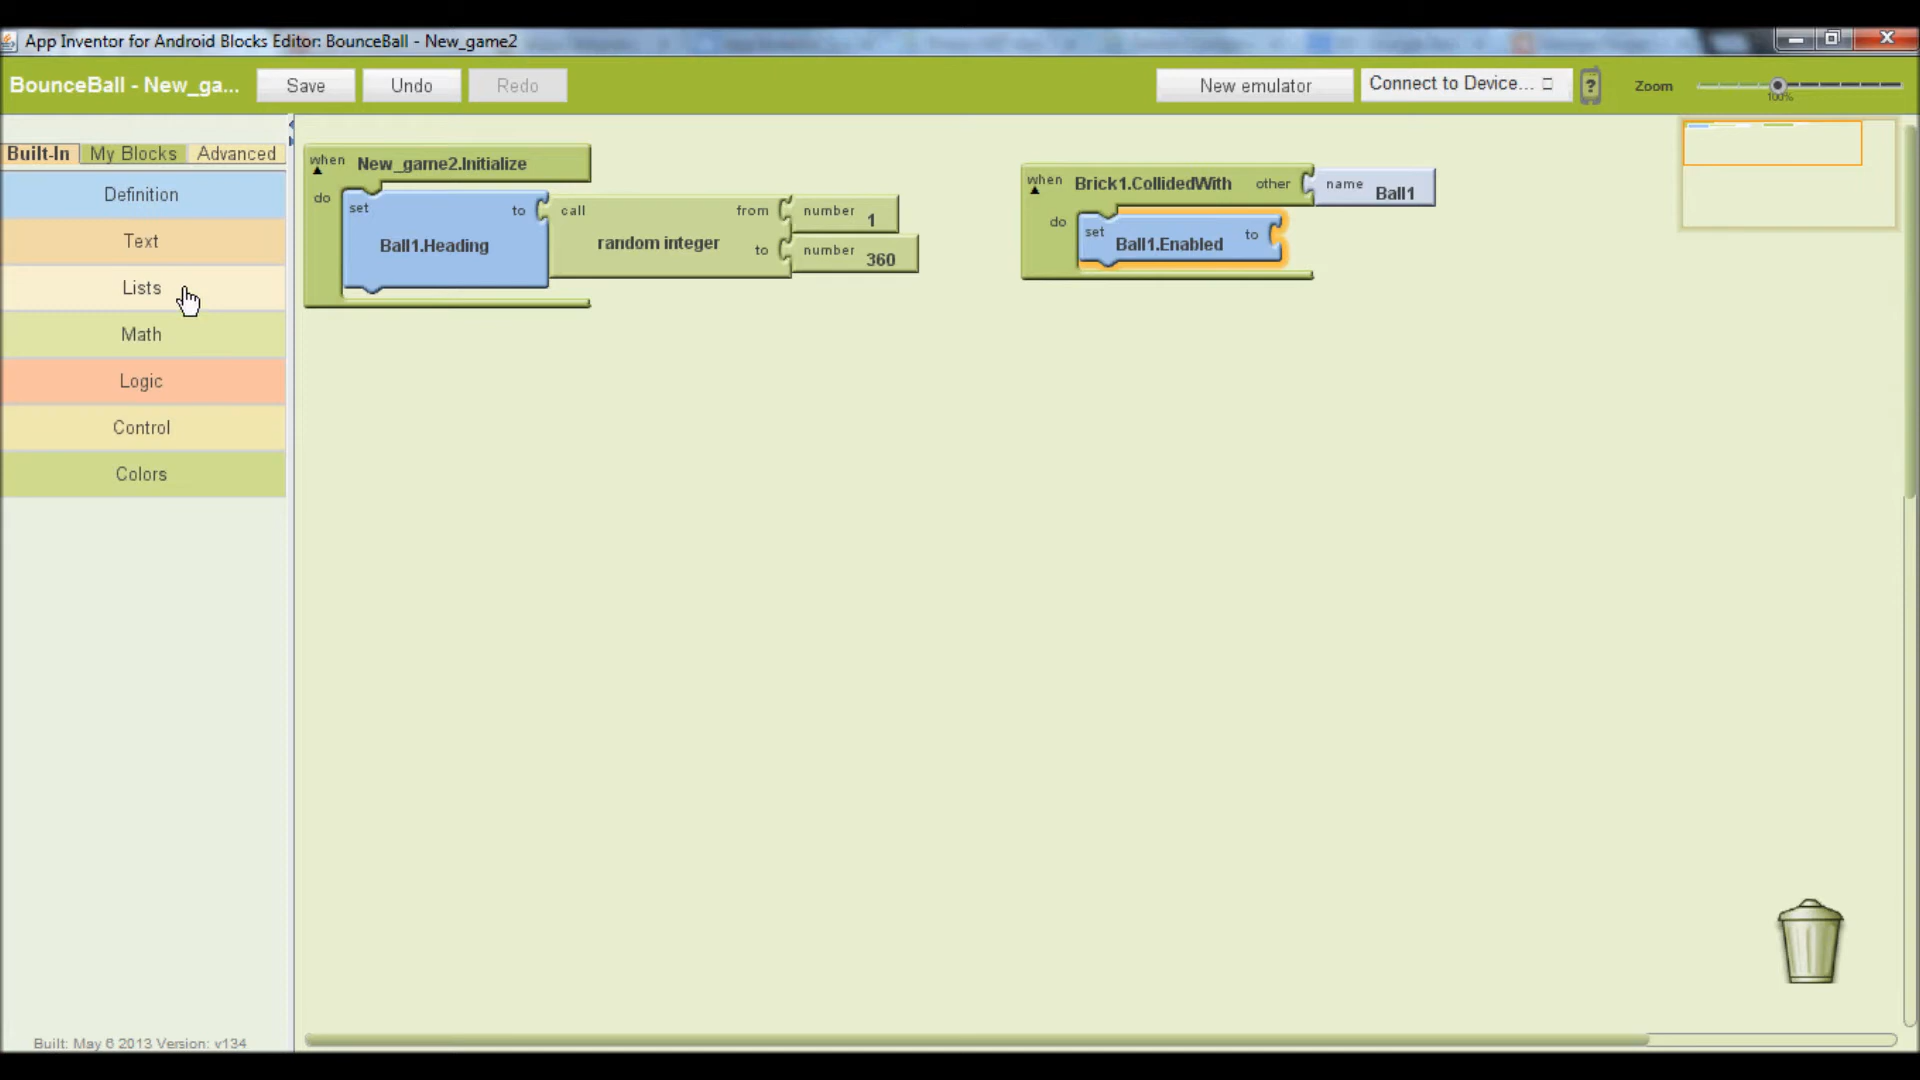 App Inventor for Android Blocks Editor: BounceBall - New_game2
BounceBall - New_ga...
Save
Undo
Redo
New emulator
Connect to Device...
?
Zoom
100%
Built-In
My Blocks
Advanced
Definition
Text
Lists
Math
Logic
Control
Colors
when New_game2.Initialize
do
set Ball1.Heading to
call random integer from
to
number 1
number 360
when Brick1.CollidedWith other
name Ball1
do
set Ball1.Enabled to
Built: May 6 2013 Version: v134